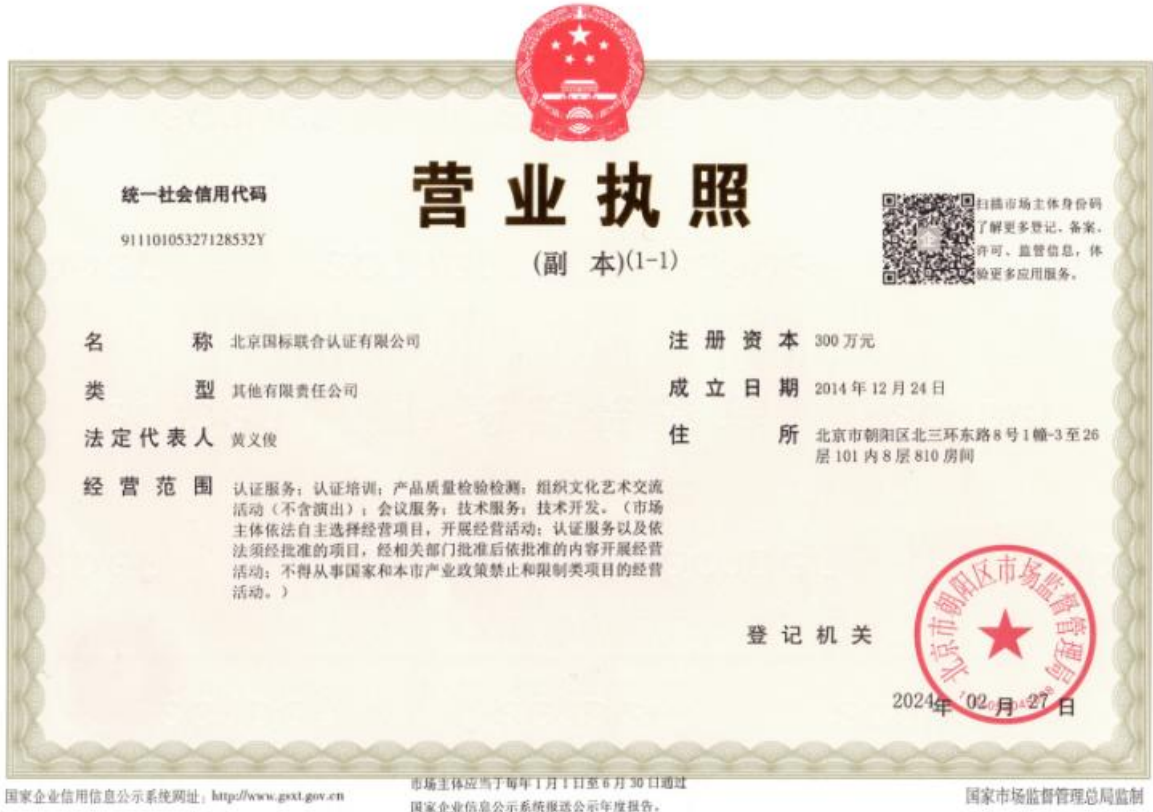 营业执照
(副 本)(1-1)
统一社会信用代码
91110105327128532Y
扫描市场主体身份码
了解更多登记、备案、
许可、监管信息，体
验更多应用服务。
名 称 北京国标联合认证有限公司
类 型 其他有限责任公司
法定代表人 黄义俊
经营范围 认证服务；认证培训；产品质量检验检测；组织文化艺术交流
活动（不含演出）；会议服务；技术服务；技术开发。（市场
主体依法自主选择经营项目，开展经营活动；认证服务以及依
法须经批准的项目，经相关部门批准后依批准的内容开展经营
活动；不得从事国家和本市产业政策禁止和限制类项目的经营
活动。）
注册资本 300万元
成立日期 2014年12月24日
住 所 北京市朝阳区北三环东路8号1幢-3至26
层101内8层810房间
登记机关
北京市朝阳区市场监督管理局
2024年 02月 27日
国家企业信用信息公示系统网址：http://www.gsxt.gov.cn
市场主体应当于每年1月1日至6月30日通过
国家企业信用信息公示系统报送公示年度报告。
国家市场监督管理总局监制